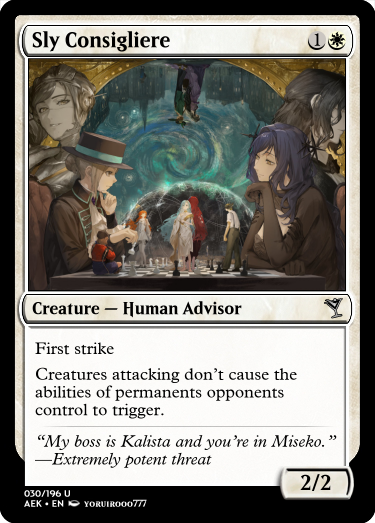 Sly Consigliere 1
Creature — Human Advisor
First strike
Creatures attacking don't cause the
abilities of permanents opponents
control to trigger.
“My boss is Kalista and you're in Miseko.”
—Extremely potent threat
2/2
030/196 U
AEK • EN yoruirooo777